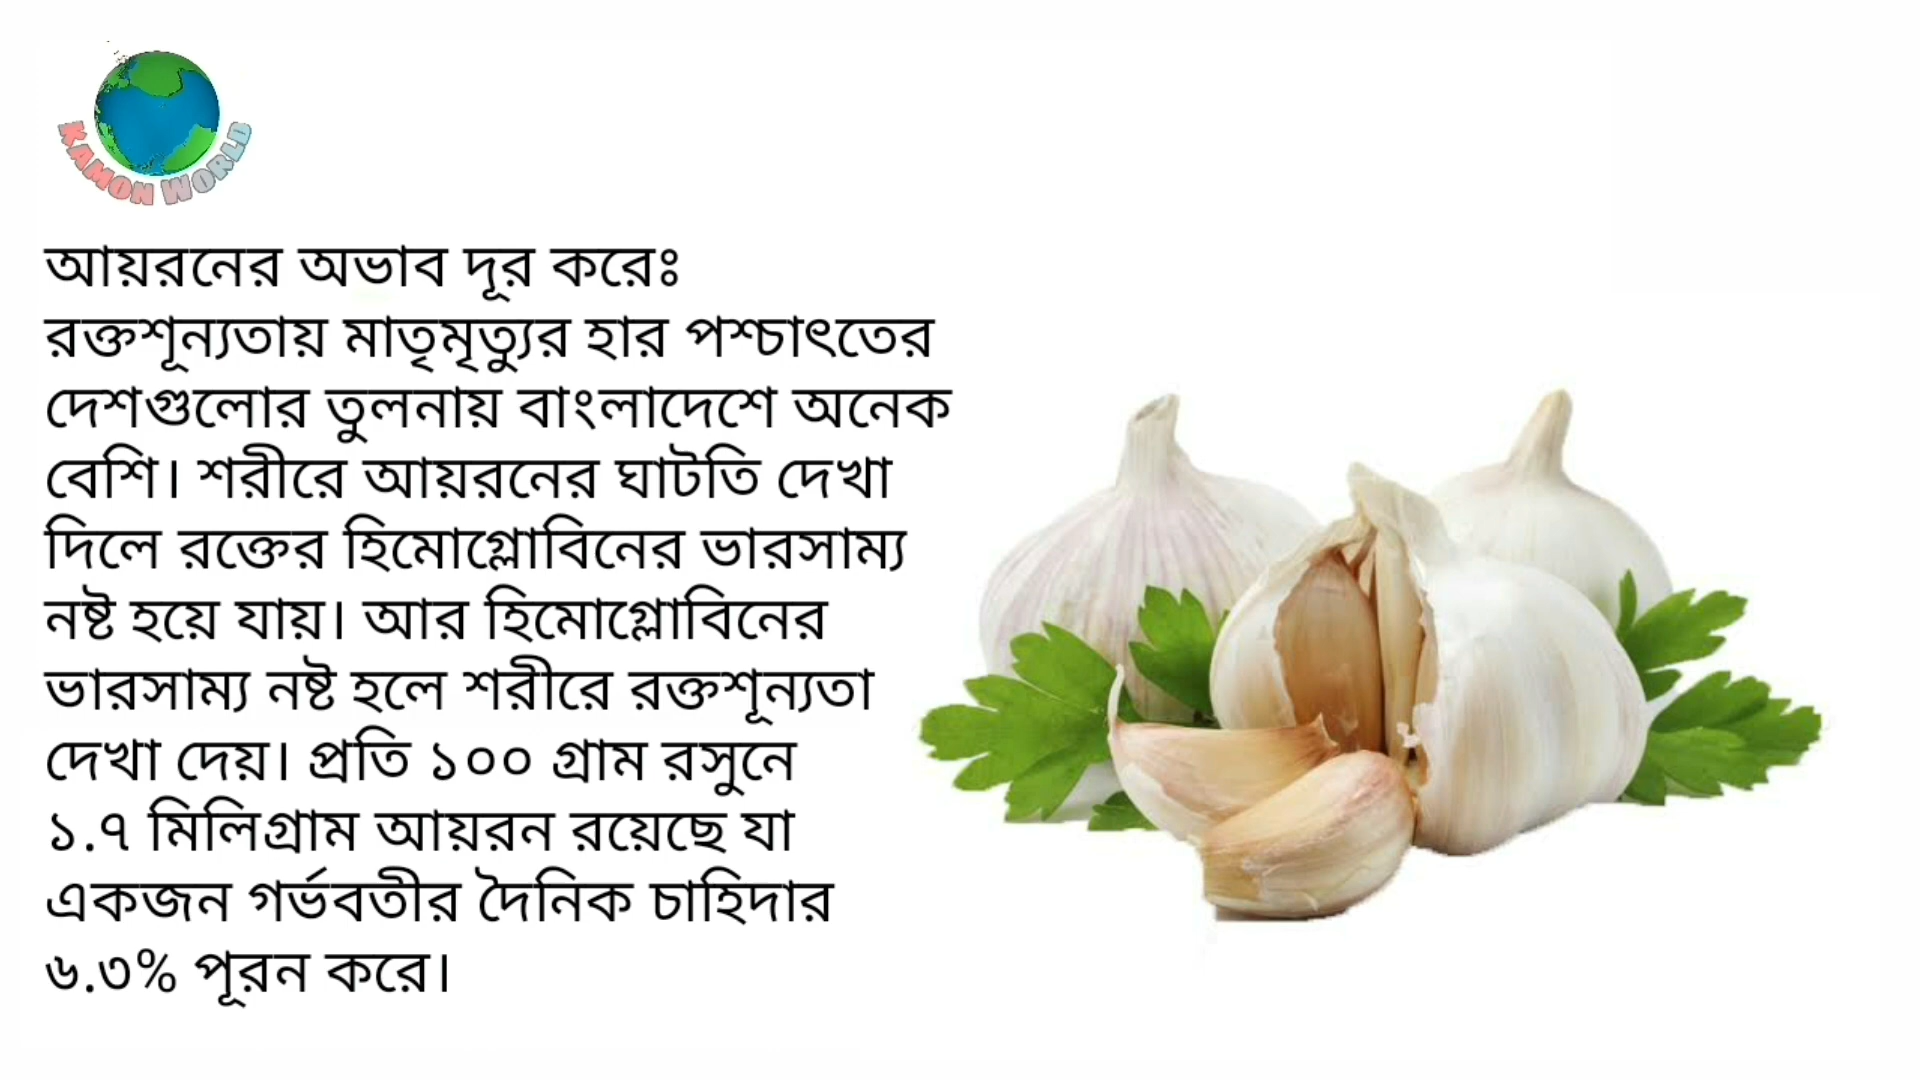 KAMON WORLD
আয়রনের অভাব দূর করেঃ
রক্তশূন্যতায় মাতৃমৃত্যুর হার পশ্চাৎতের
দেশগুলোর তুলনায় বাংলাদেশে অনেক
বেশি। শরীরে আয়রনের ঘাটতি দেখা
দিলে রক্তের হিমোগ্লোবিনের ভারসাম্য
নষ্ট হয়ে যায়। আর হিমোগ্লোবিনের
ভারসাম্য নষ্ট হলে শরীরে রক্তশূন্যতা
দেখা দেয়। প্রতি ১০০ গ্রাম রসুনে
১.৭ মিলিগ্রাম আয়রন রয়েছে যা
একজন গর্ভবতীর দৈনিক চাহিদার
৬.৩% পূরন করে।